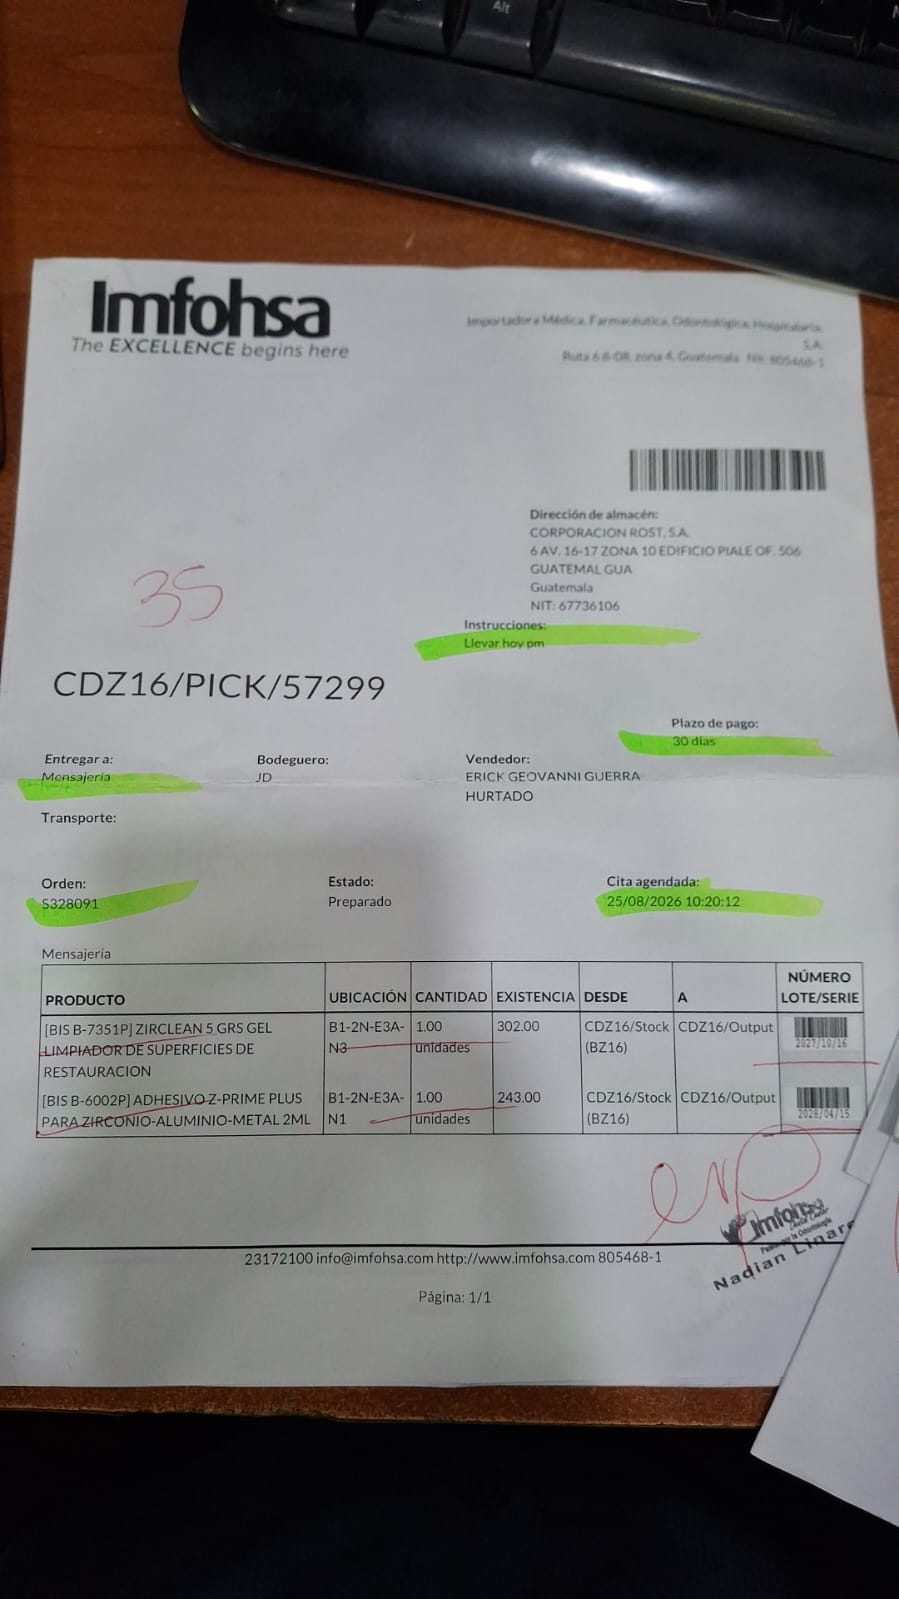 Alt
Imfohsa
The EXCELLENCE begins here
Importadora Médica, Farmacéutica, Odontológica, Hospitalaria,
S.A.
Ruta 6 8-08, zona 4, Guatemala NIT: 805468-1
Dirección de almacén:
CORPORACION ROST, S.A.
6 AV. 16-17 ZONA 10 EDIFICIO PIALE OF. 506
GUATEMAL GUA
Guatemala
NIT: 67736106
Instrucciones:
Llevar hoy pm
35
CDZ16/PICK/57299
Plazo de pago:
30 días
Entregar a: Bodeguero: Vendedor:
Mensajería JD ERICK GEOVANNI GUERRA
HURTADO
Transporte:
Orden: Estado: Cita agendada:
S328091 Preparado 25/08/2026 10:20:12
Mensajería
PRODUCTO UBICACIÓN CANTIDAD EXISTENCIA DESDE A NÚMERO LOTE/SERIE
[BIS B-7351P] ZIRCLEAN 5 GRS GEL B1-2N-E3A- 1.00 302.00 CDZ16/Stock CDZ16/Output
LIMPIADOR DE SUPERFICIES DE N3 unidades (BZ16) 2027/10/16
RESTAURACION
[BIS B-6002P] ADHESIVO Z-PRIME PLUS B1-2N-E3A- 1.00 243.00 CDZ16/Stock CDZ16/Output
PARA ZIRCONIO-ALUMINIO-METAL 2ML N1 unidades (BZ16) 2028/04/15
Imfohsa
Nadian Linare
23172100 info@imfohsa.com http://www.imfohsa.com 805468-1
Página: 1/1